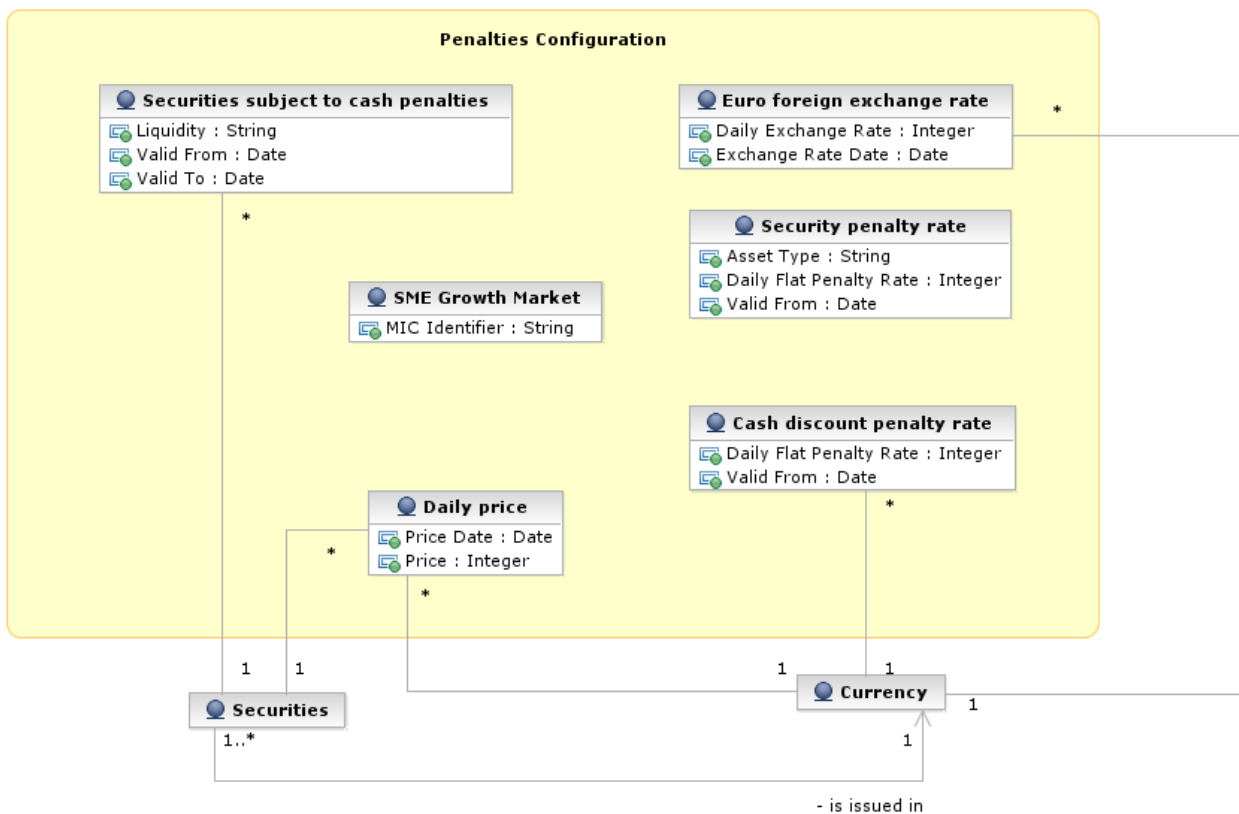 Penalties Configuration
Securities subject to cash penalties
Liquidity : String
Valid From : Date
Valid To : Date
*
Euro foreign exchange rate
Daily Exchange Rate : Integer
Exchange Rate Date : Date
*
Security penalty rate
Asset Type : String
Daily Flat Penalty Rate : Integer
Valid From : Date
SME Growth Market
MIC Identifier : String
Cash discount penalty rate
Daily Flat Penalty Rate : Integer
Valid From : Date
*
Daily price
Price Date : Date
Price : Integer
*
*
1
1
1
1
Securities
Currency
1
1..*
1
- is issued in